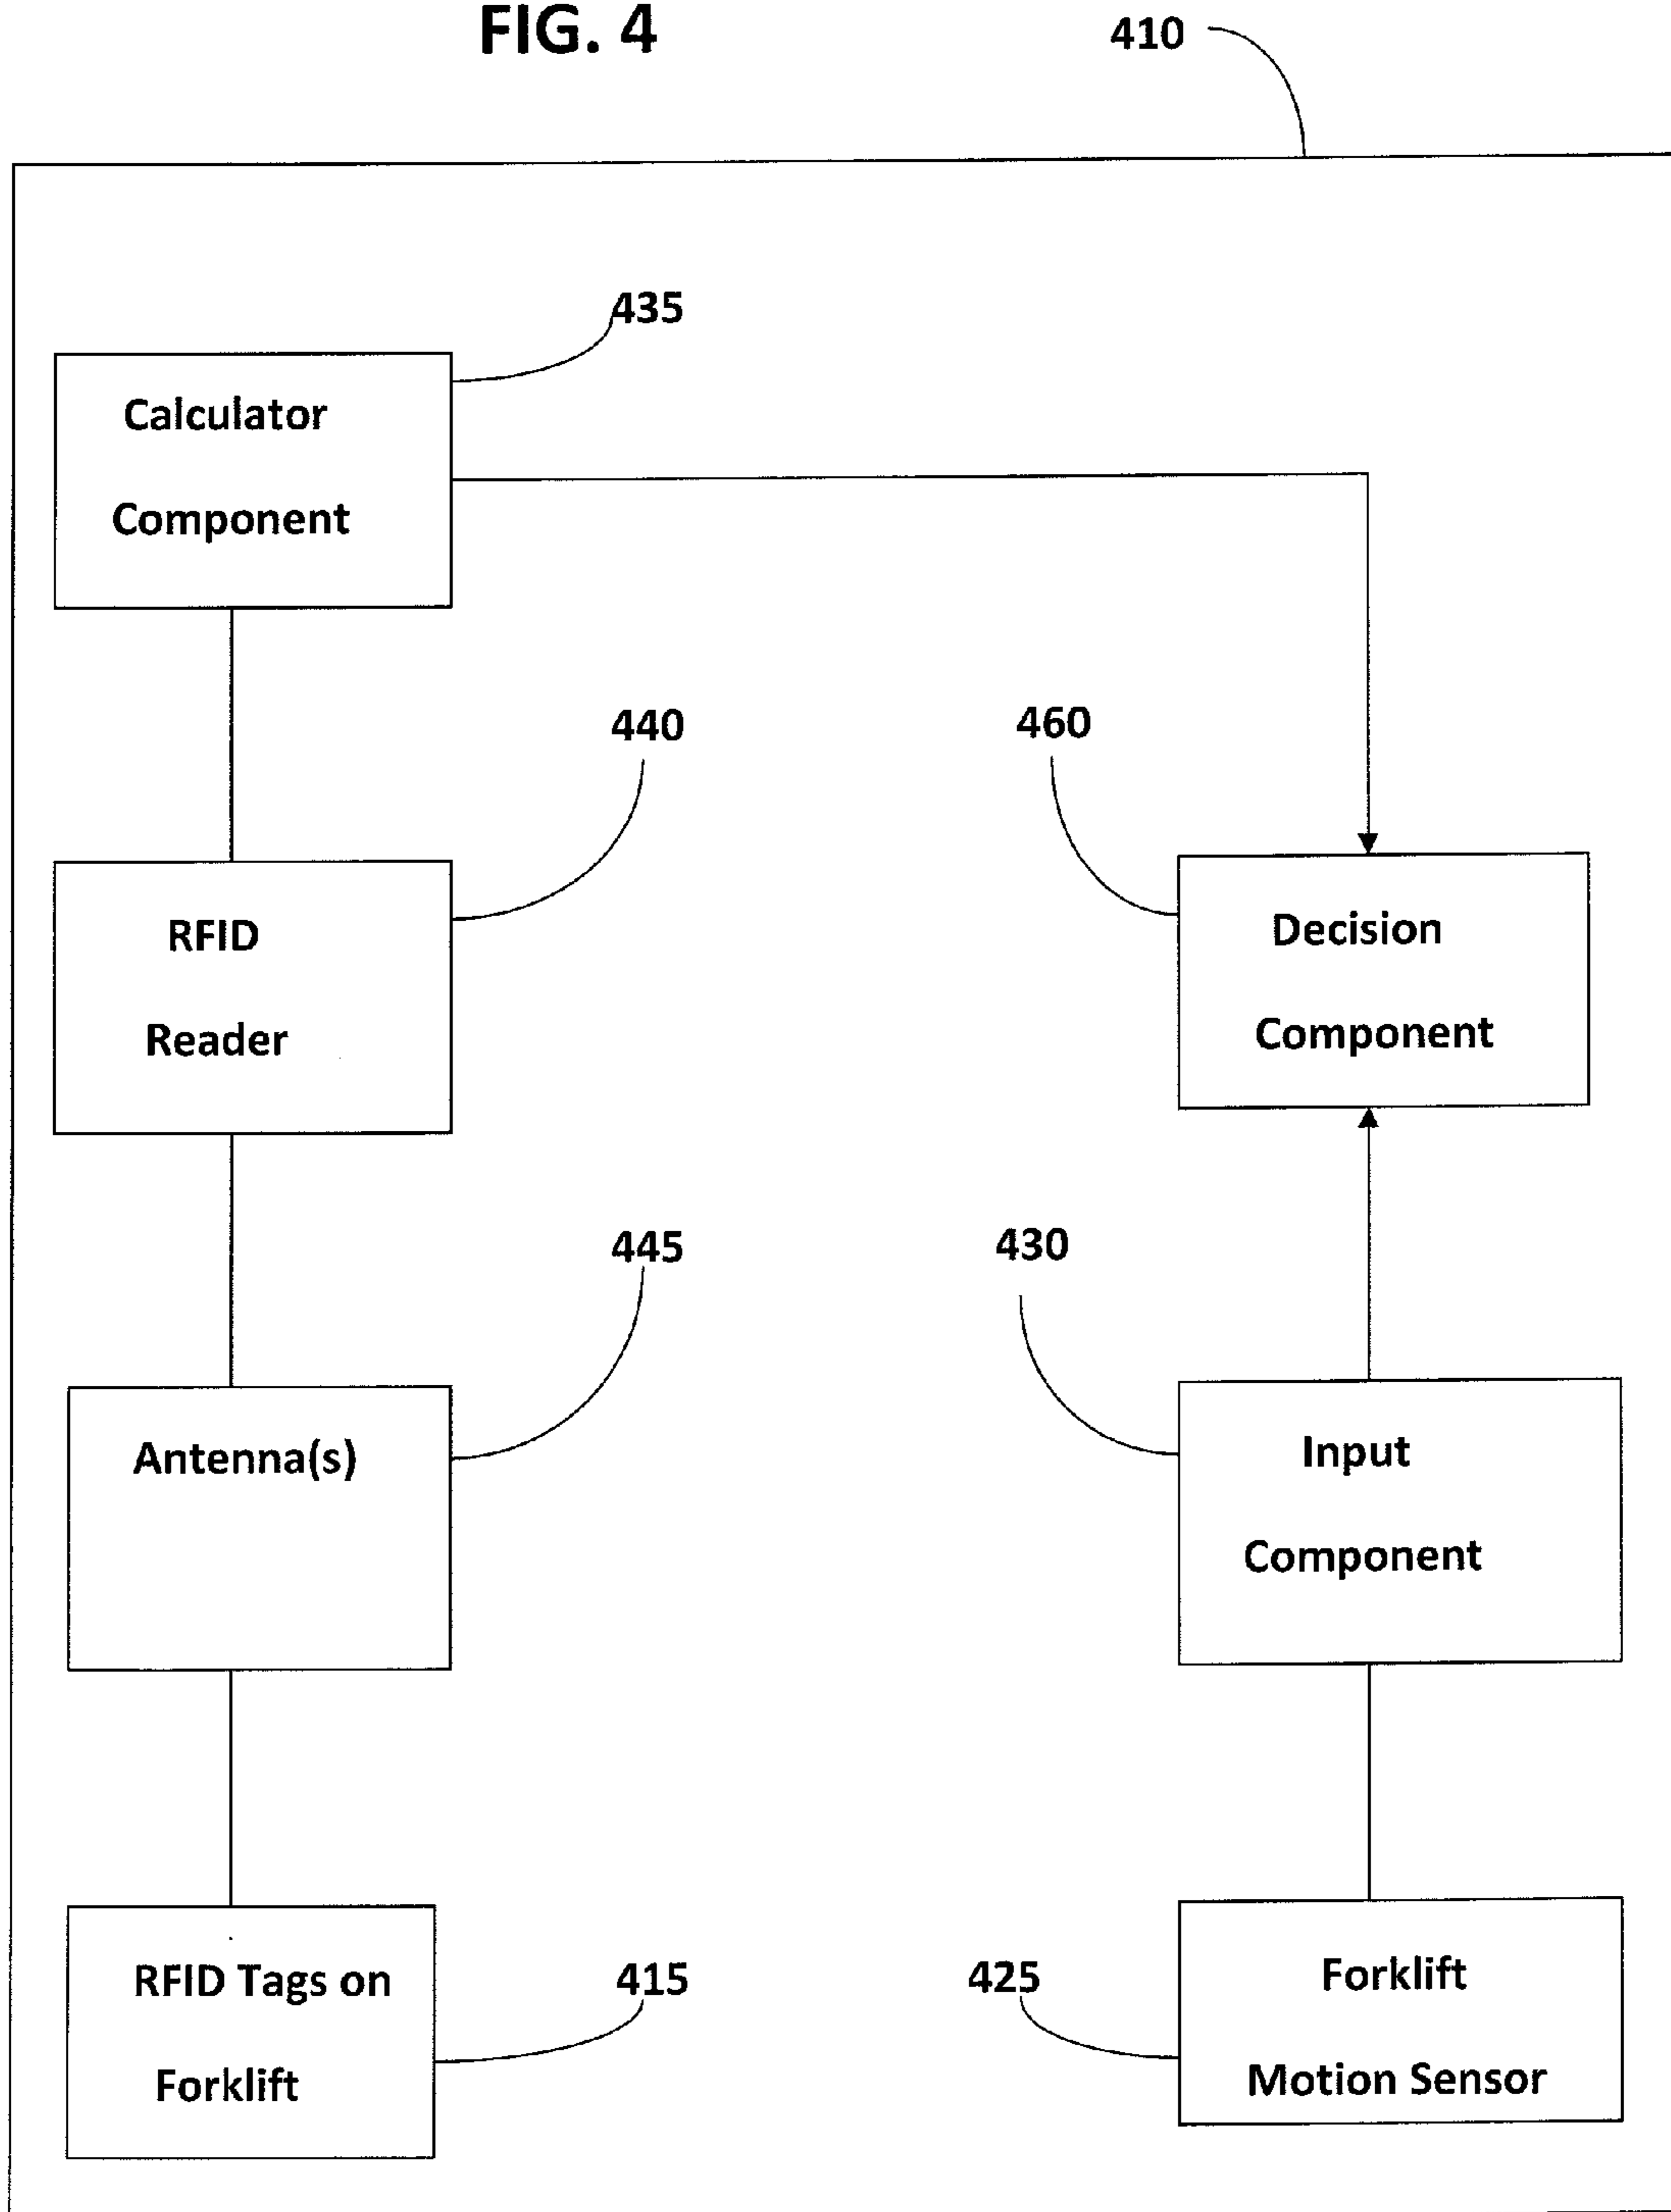 FIG. 4
410
435
Calculator
Component
440
460
RFID
Reader
Decision
Component
445
430
Antenna(s)
Input
Component
RFID Tags on
Forklift
415
425
Forklift
Motion Sensor